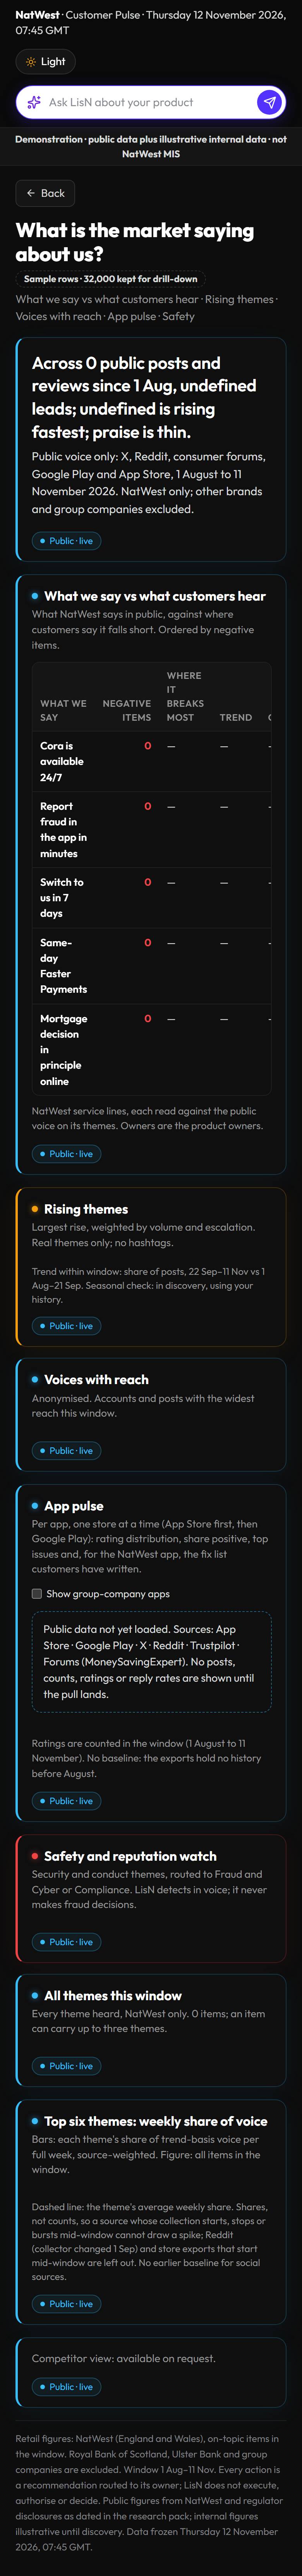 NatWest · Customer Pulse · Thursday 12 November 2026,
07:45 GMT
Light
Ask LisN about your product
Demonstration · public data plus illustrative internal data · not
NatWest MIS
← Back
What is the market saying
about us?
Sample rows · 32,000 kept for drill-down
What we say vs what customers hear · Rising themes ·
Voices with reach · App pulse · Safety
Across 0 public posts and
reviews since 1 Aug, undefined
leads; undefined is rising
fastest; praise is thin.
Public voice only: X, Reddit, consumer forums,
Google Play and App Store, 1 August to 11
November 2026. NatWest only; other brands
and group companies excluded.
Public · live
What we say vs what customers hear
What NatWest says in public, against where
customers say it falls short. Ordered by negative
items.
WHAT WE
SAY
NEGATIVE
ITEMS
WHERE
IT
BREAKS
MOST
TREND
Cora is
available
24/7
0 — —
Report
fraud in
the app in
minutes
0 — —
Switch to
us in 7
days
0 — —
Same-
day
Faster
Payments
0 — —
Mortgage
decision
in
principle
online
0 — —
NatWest service lines, each read against the public
voice on its themes. Owners are the product owners.
Public · live
Rising themes
Largest rise, weighted by volume and escalation.
Real themes only; no hashtags.
Trend within window: share of posts, 22 Sep–11 Nov vs 1
Aug–21 Sep. Seasonal check: in discovery, using your
history.
Public · live
Voices with reach
Anonymised. Accounts and posts with the widest
reach this window.
Public · live
App pulse
Per app, one store at a time (App Store first, then
Google Play): rating distribution, share positive, top
issues and, for the NatWest app, the fix list
customers have written.
Show group-company apps
Public data not yet loaded. Sources: App
Store · Google Play · X · Reddit · Trustpilot ·
Forums (MoneySavingExpert). No posts,
counts, ratings or reply rates are shown until
the pull lands.
Ratings are counted in the window (1 August to 11
November). No baseline: the exports hold no history
before August.
Public · live
Safety and reputation watch
Security and conduct themes, routed to Fraud and
Cyber or Compliance. LisN detects in voice; it never
makes fraud decisions.
Public · live
All themes this window
Every theme heard, NatWest only. 0 items; an item
can carry up to three themes.
Public · live
Top six themes: weekly share of voice
Bars: each theme's share of trend-basis voice per
full week, source-weighted. Figure: all items in the
window.
Dashed line: the theme's average weekly share. Shares,
not counts, so a source whose collection starts, stops or
bursts mid-window cannot draw a spike; Reddit
(collector changed 1 Sep) and store exports that start
mid-window are left out. No earlier baseline for social
sources.
Public · live
Competitor view: available on request.
Public · live
Retail figures: NatWest (England and Wales), on-topic items in
the window. Royal Bank of Scotland, Ulster Bank and group
companies are excluded. Window 1 Aug–11 Nov. Every action is
a recommendation routed to its owner; LisN does not execute,
authorise or decide. Public figures from NatWest and regulator
disclosures as dated in the research pack; internal figures
illustrative until discovery. Data frozen Thursday 12 November
2026, 07:45 GMT.